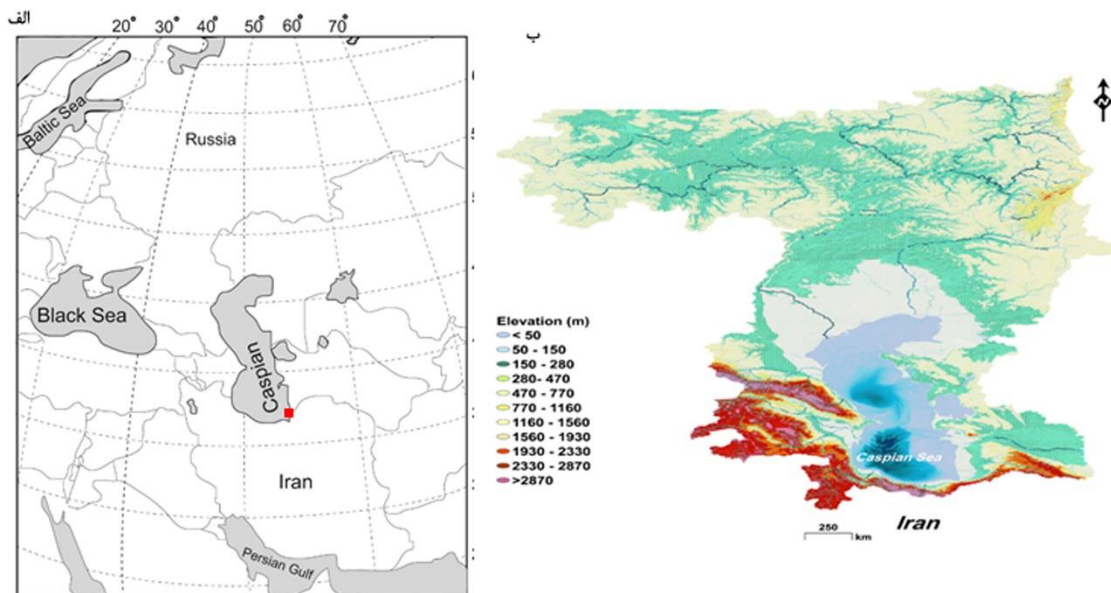 الف
20° 30° 40° 50° 60° 70°
Baltic Sea
Russia
Black Sea
Caspian
Iran
Persian Gulf
ب
N
Elevation (m)
< 50
50 - 150
150 - 280
280- 470
470 - 770
770 - 1160
1160 - 1560
1560 - 1930
1930 - 2330
2330 - 2870
>2870
Caspian Sea
Iran
250
km